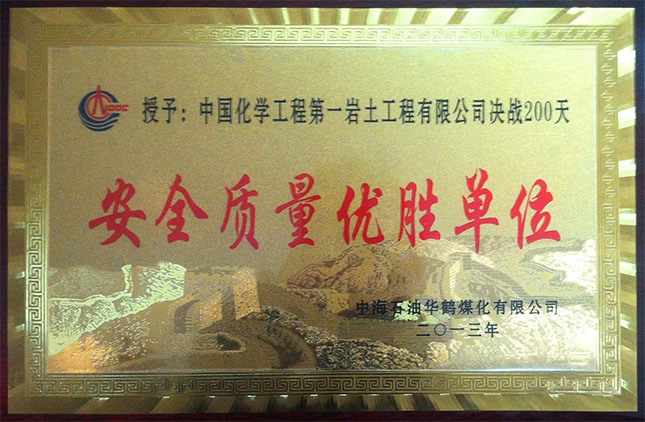 CNOOC
授予：中国化学工程第一岩土工程有限公司决战200天
安全质量优胜单位
中海石油华鹤煤化有限公司
二〇一三年